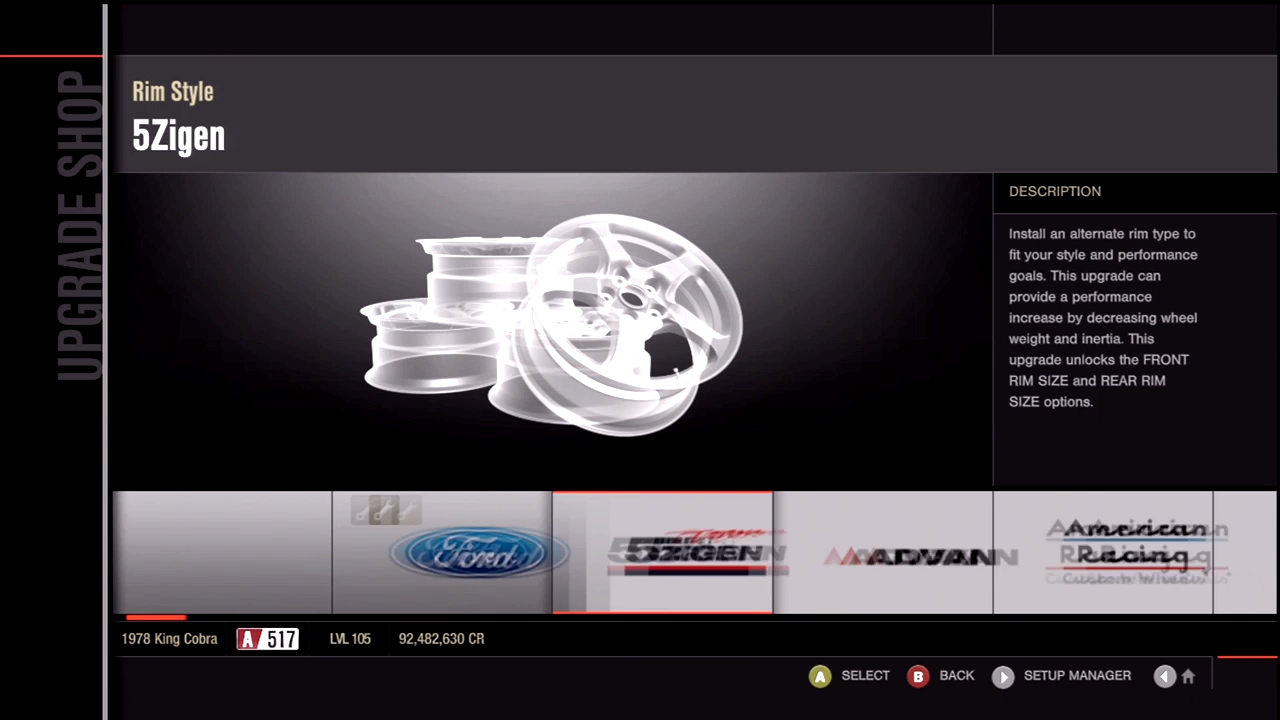 UPGRADE SHOP
Rim Style
5Zigen
DESCRIPTION
Install an alternate rim type to
fit your style and performance
goals. This upgrade can
provide a performance
increase by decreasing wheel
weight and inertia. This
upgrade unlocks the FRONT
RIM SIZE and REAR RIM
SIZE options.
Ford
5ZIGEN
ADVAN
American
Racing
Custom Wheels
1978 King Cobra
A 517
LVL 105
92,482,630 CR
A SELECT
B BACK
SETUP MANAGER